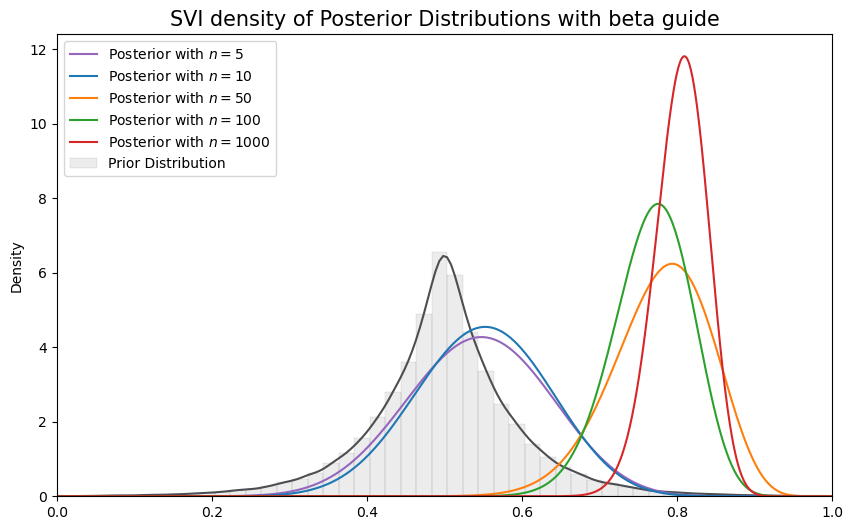 SVI density of Posterior Distributions with beta guide
Posterior with n = 5
Posterior with n = 10
Posterior with n = 50
Posterior with n = 100
Posterior with n = 1000
Prior Distribution
Density
12
10
8
6
4
2
0
0.0 0.2 0.4 0.6 0.8 1.0